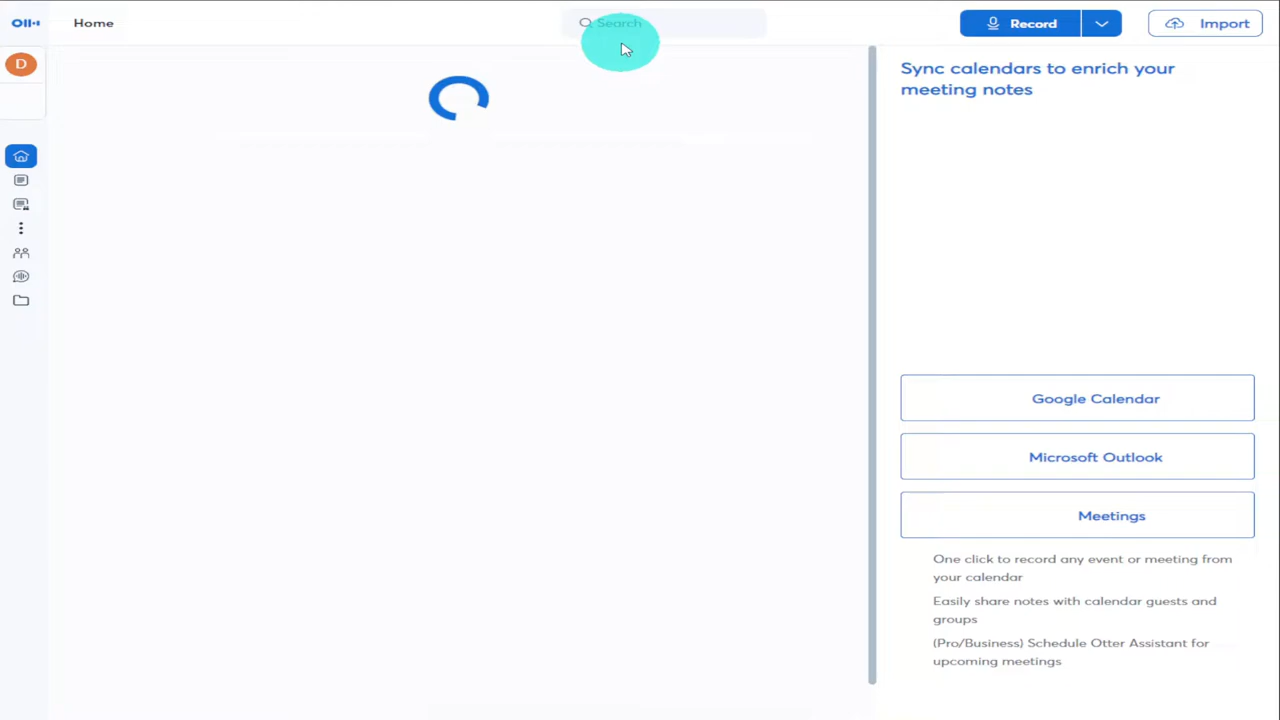 Home
Search
Record
Import
D
Sync calendars to enrich your
meeting notes
Google Calendar
Microsoft Outlook
Meetings
One click to record any event or meeting from
your calendar
Easily share notes with calendar guests and
groups
(Pro/Business) Schedule Otter Assistant for
upcoming meetings